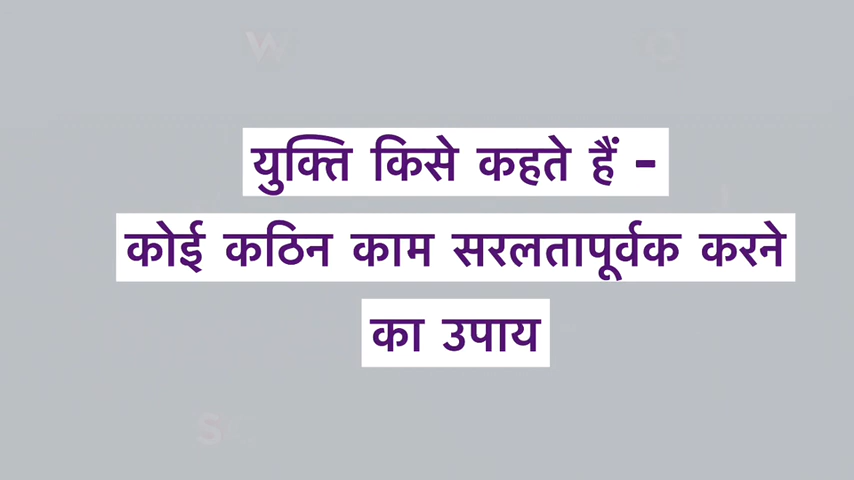 युक्ति किसे कहते हैं -
कोई कठिन काम सरलतापूर्वक करने
का उपाय